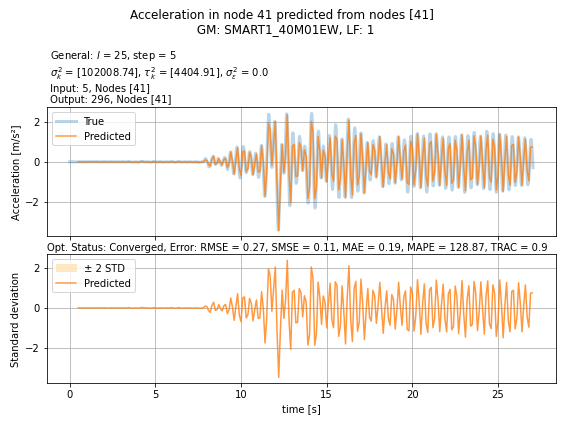 Acceleration in node 41 predicted from nodes [41]
GM: SMART1_40M01EW, LF: 1
General: l = 25, step = 5
σ²ₖ = [102008.74], τ²ₖ = [4404.91], σ²ε = 0.0
Input: 5, Nodes [41]
Output: 296, Nodes [41]
True
Predicted
2
0
−2
Acceleration [m/s²]
Opt. Status: Converged, Error: RMSE = 0.27, SMSE = 0.11, MAE = 0.19, MAPE = 128.87, TRAC = 0.9
± 2 STD
Predicted
2
0
−2
Standard deviation
0 5 10 15 20 25
time [s]